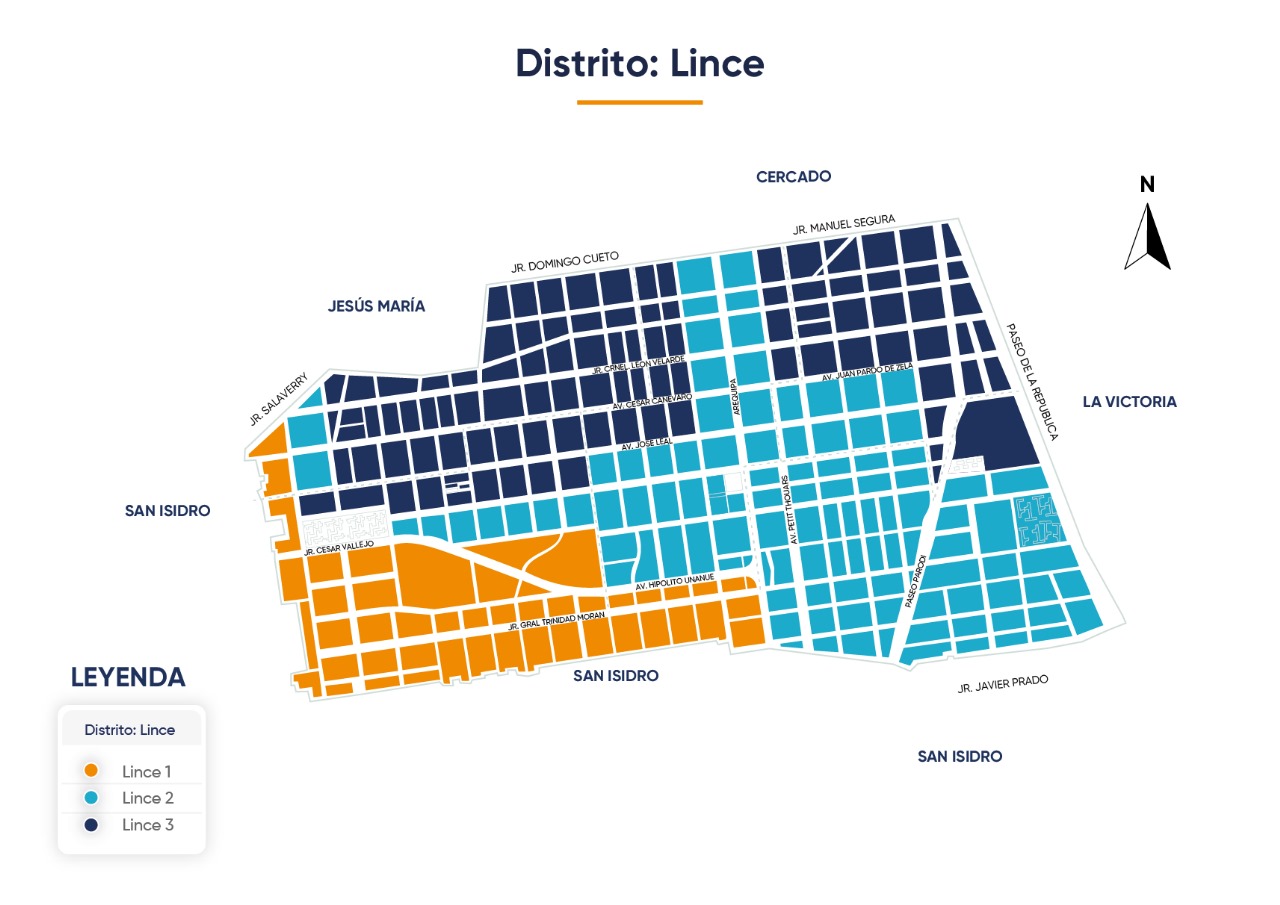 Distrito: Lince
CERCADO
N
JR. MANUEL SEGURA
JR. DOMINGO CUETO
JESÚS MARÍA
PASEO DE LA REPUBLICA
JR. CRNEL. LEÓN VELARDE
AV. JUAN PARDO DE ZELA
JR. SALAVERRY
AREQUIPA
AV. CESAR CANEVARO
LA VICTORIA
AV. JOSE LEAL
SAN ISIDRO
AV. PETIT THOUARS
JR. CESAR VALLEJO
PASEO PARODI
AV. HIPOLITO UNANUE
JR. GRAL TRINIDAD MORAN
SAN ISIDRO
JR. JAVIER PRADO
SAN ISIDRO
LEYENDA
Distrito: Lince
Lince 1
Lince 2
Lince 3